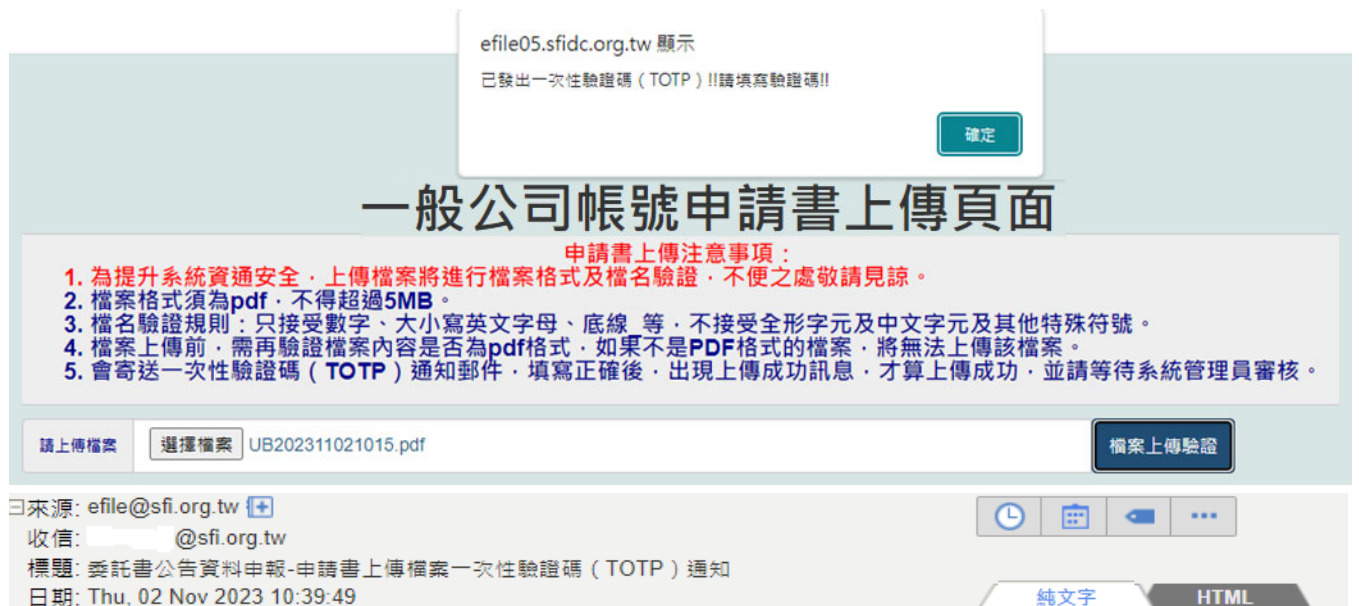 efile05.sfidc.org.tw 顯示
已發出一次性驗證碼（TOTP）!!請填寫驗證碼!!
確定
一般公司帳號申請書上傳頁面
申請書上傳注意事項：
1. 為提升系統資通安全，上傳檔案將進行檔案格式及檔名驗證，不便之處敬請見諒。
2. 檔案格式須為pdf，不得超過5MB。
3. 檔名驗證規則：只接受數字、大小寫英文字母、底線_等，不接受全形字元及中文字元及其他特殊符號。
4. 檔案上傳前，需再驗證檔案內容是否為pdf格式，如果不是PDF格式的檔案，將無法上傳該檔案。
5. 會寄送一次性驗證碼（TOTP）通知郵件，填寫正確後，出現上傳成功訊息，才算上傳成功，並請等待系統管理員審核。
請上傳檔案 選擇檔案 UB202311021015.pdf 檔案上傳驗證
來源: efile@sfi.org.tw
收信: @sfi.org.tw
標題: 委託書公告資料申報-申請書上傳檔案一次性驗證碼（TOTP）通知
日期: Thu, 02 Nov 2023 10:39:49
純文字 HTML